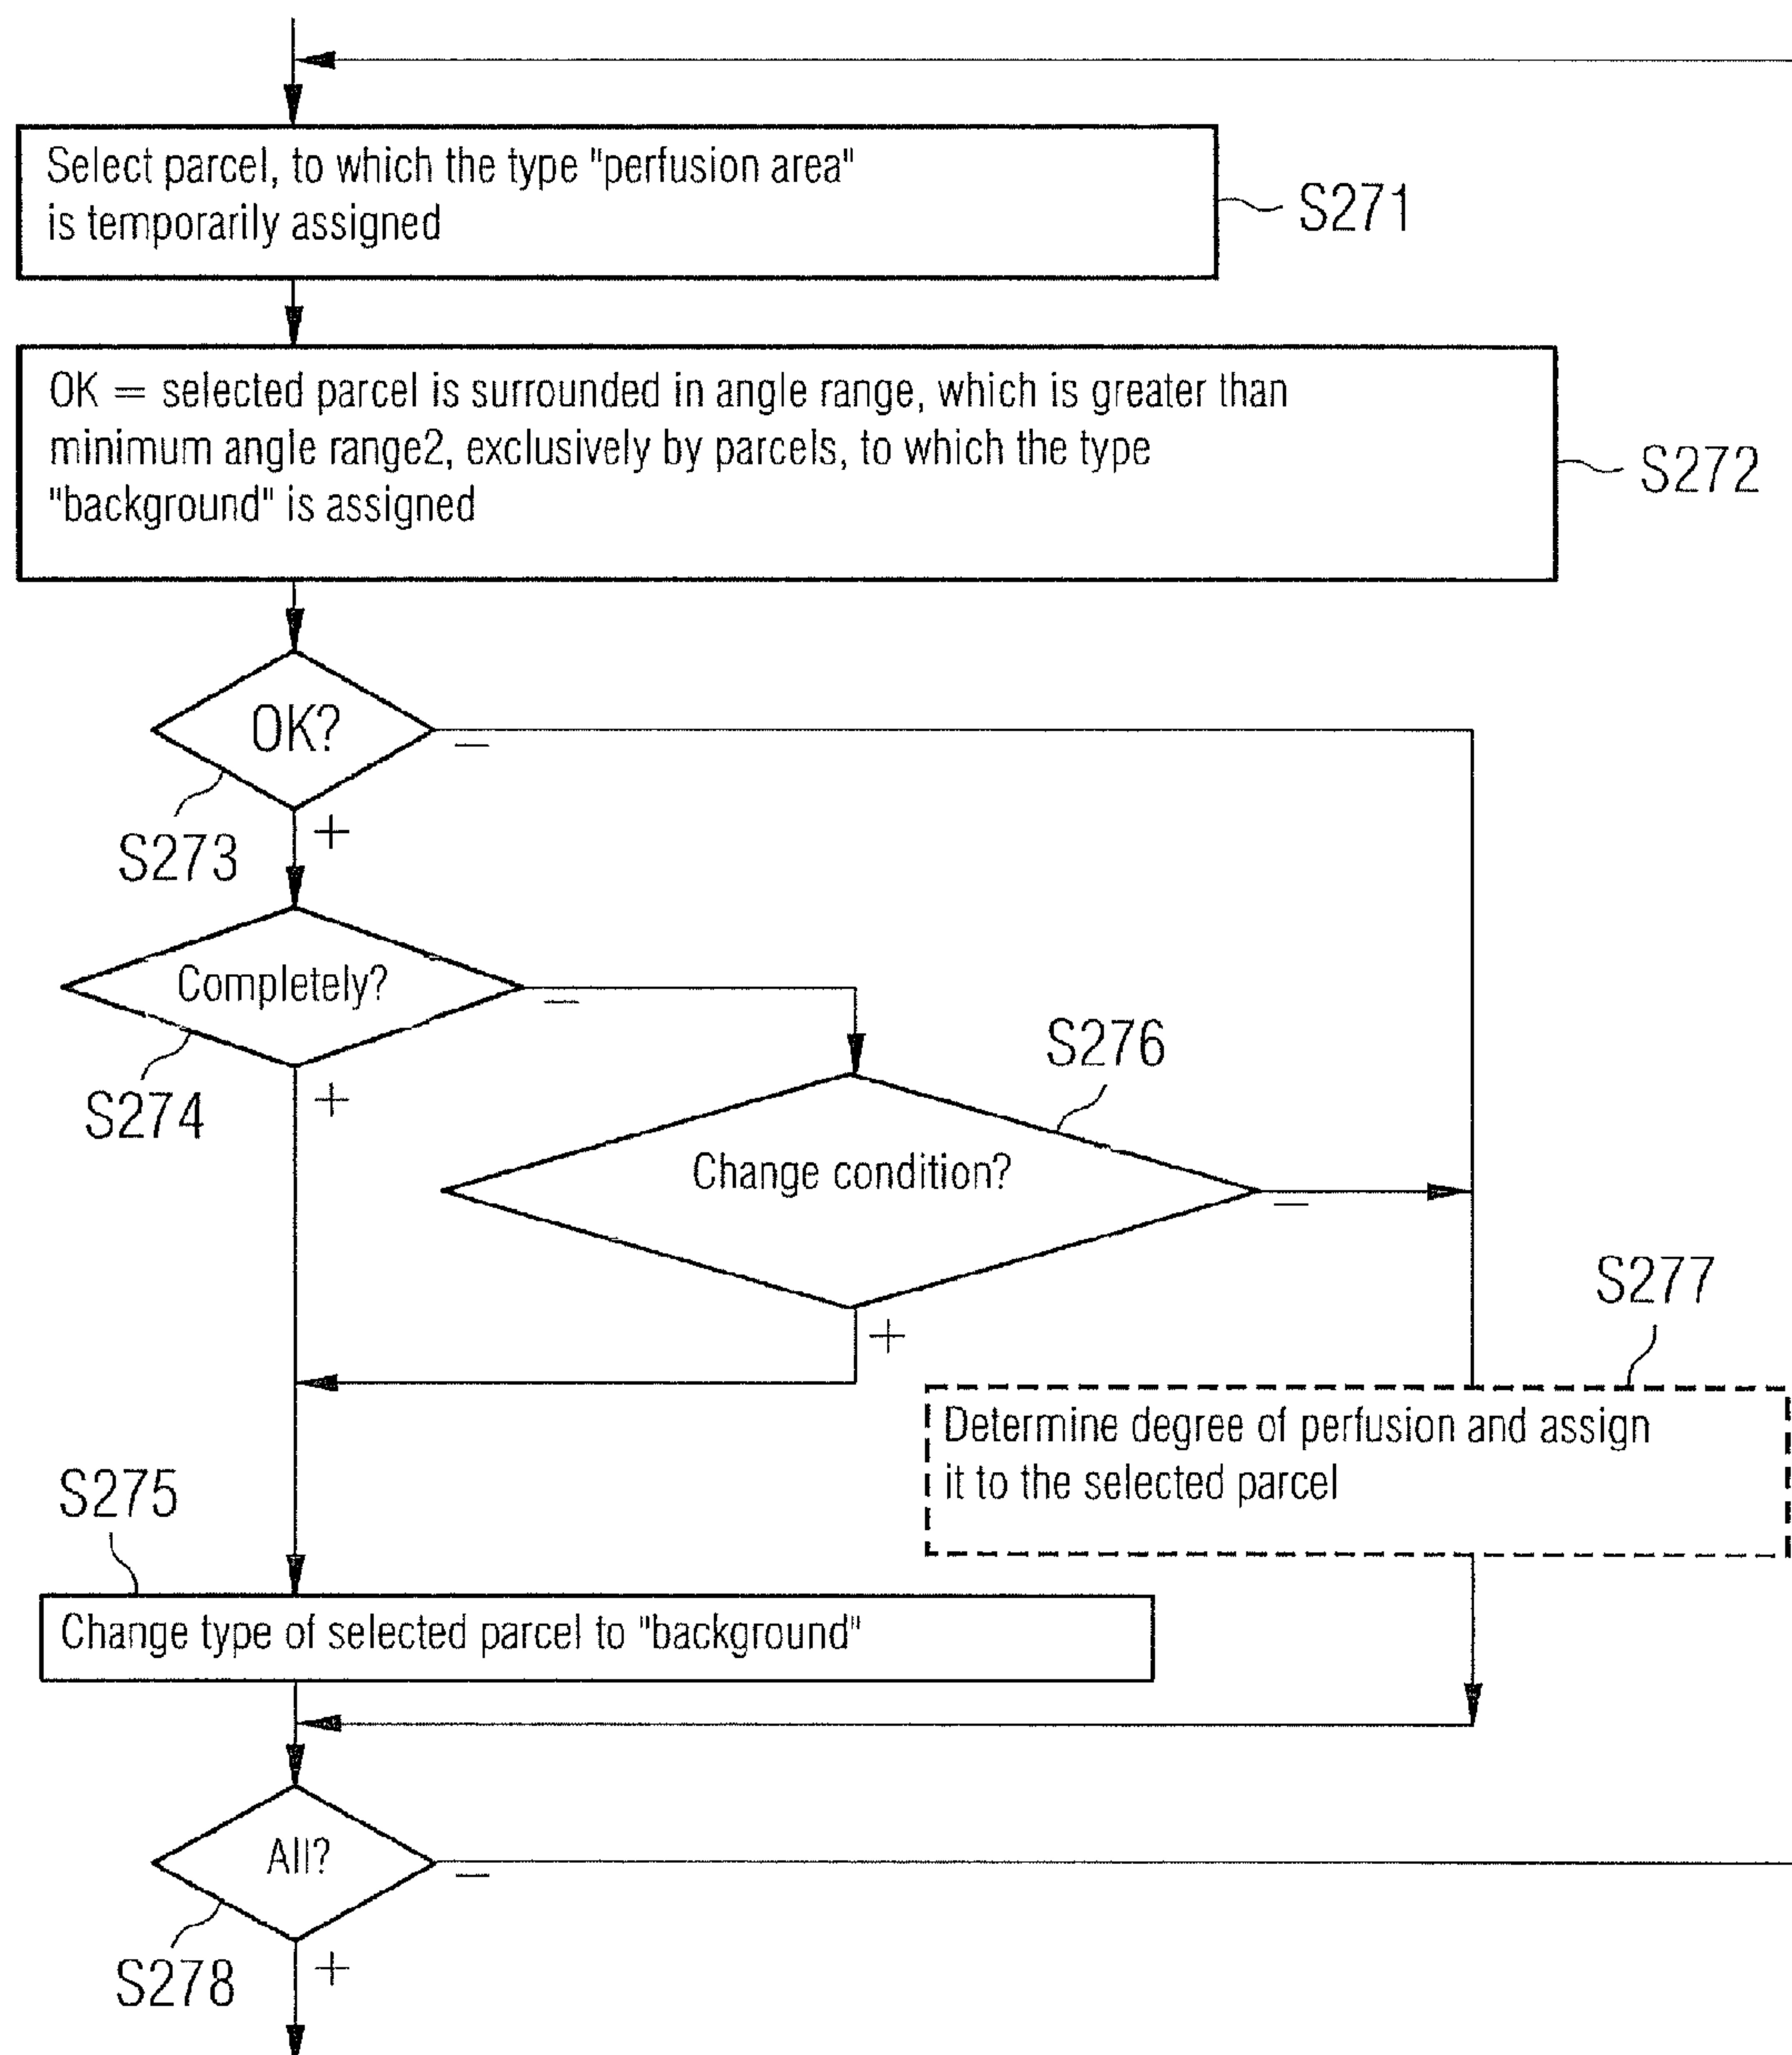 Select parcel, to which the type "perfusion area"
is temporarily assigned
S271
OK = selected parcel is surrounded in angle range, which is greater than
minimum angle range2, exclusively by parcels, to which the type
"background" is assigned
S272
OK?
−
S273
+
Completely?
−
S274
+
S276
Change condition?
−
+
S277
Determine degree of perfusion and assign
it to the selected parcel
S275
Change type of selected parcel to "background"
All?
−
S278
+